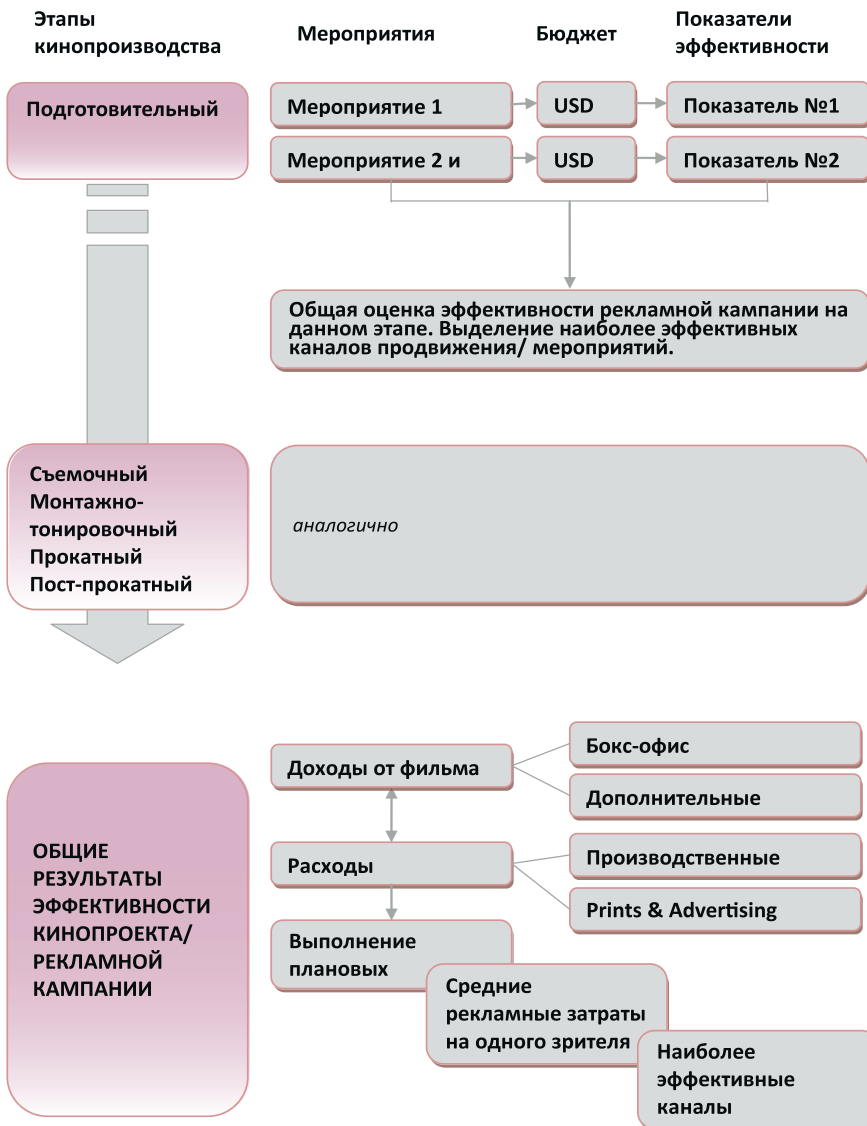 Этапы
кинопроизводства
Мероприятия
Бюджет
Показатели
эффективности
Подготовительный
Мероприятие 1
USD
Показатель №1
Мероприятие 2 и
USD
Показатель №2
Общая оценка эффективности рекламной кампании на
данном этапе. Выделение наиболее эффективных
каналов продвижения/ мероприятий.
Съемочный
Монтажно-
тонировочный
Прокатный
Пост-прокатный
аналогично
ОБЩИЕ
РЕЗУЛЬТАТЫ
ЭФФЕКТИВНОСТИ
КИНОПРОЕКТА/
РЕКЛАМНОЙ
КАМПАНИИ
Доходы от фильма
Бокс-офис
Дополнительные
Расходы
Производственные
Prints & Advertising
Выполнение
плановых
Средние
рекламные затраты
на одного зрителя
Наиболее
эффективные
каналы